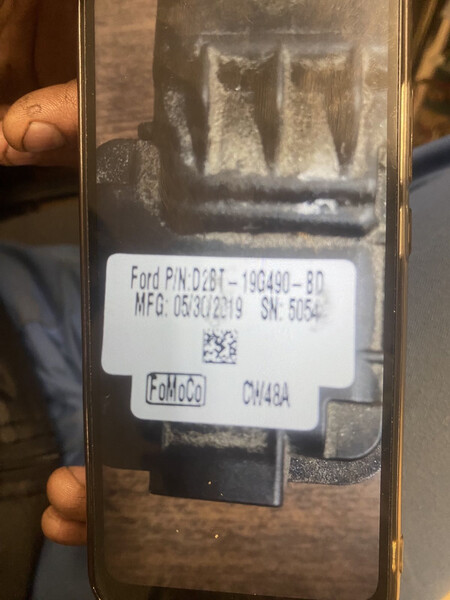 Ford P/N:D2BT-19G490-BD
MFG: 05/30/2019 SN: 5054
FoMoCo CW48A